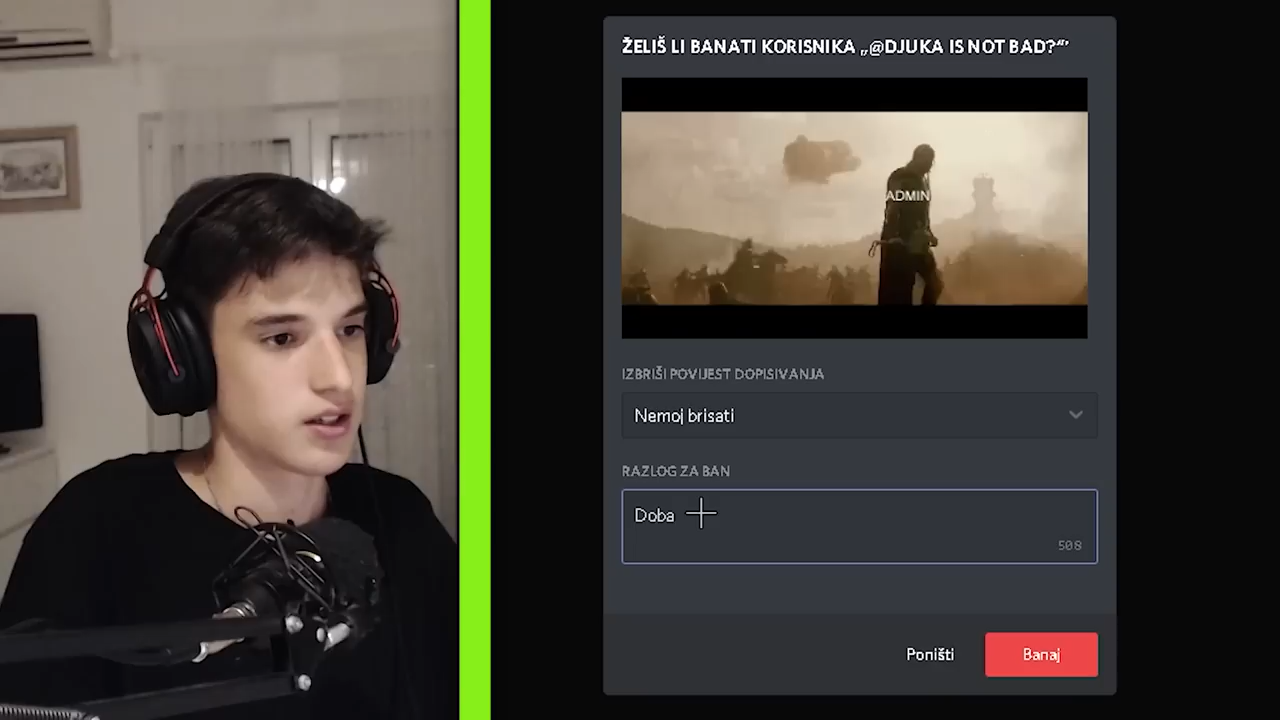 ŽELIŠ LI BANATI KORISNIKA „@DJUKA IS NOT BAD?“’
ADMIN
IZBRIŠI POVIJEST DOPISIVANJA
Nemoj brisati
RAZLOG ZA BAN
Doba
508
Poništi
Banaj